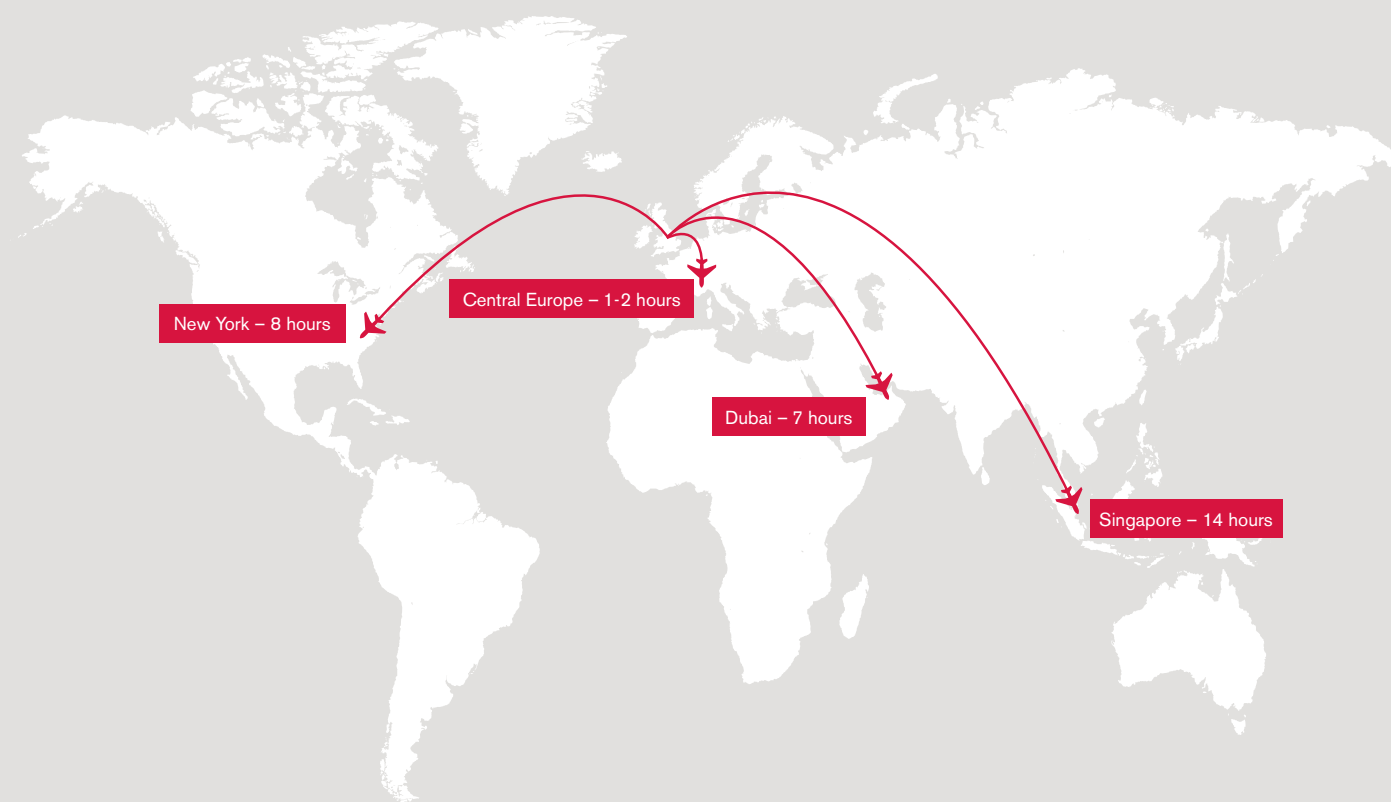 Central Europe – 1-2 hours
New York – 8 hours
Dubai – 7 hours
Singapore – 14 hours